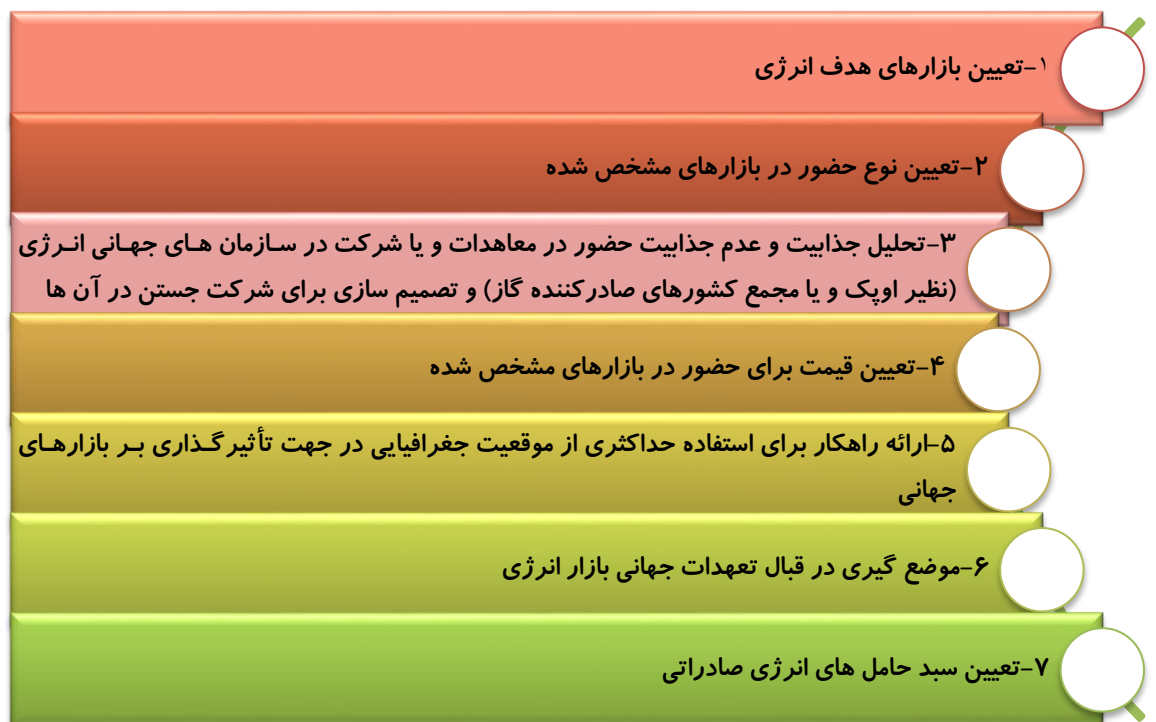 ۱-تعیین بازارهای هدف انرژی
۲-تعیین نوع حضور در بازارهای مشخص شده
۳-تحلیل جذابیت و عدم جذابیت حضور در معاهدات و یا شرکت در سازمان های جهانی انرژی
(نظیر اوپک و یا مجمع کشورهای صادرکننده گاز) و تصمیم سازی برای شرکت جستن در آن ها
۴-تعیین قیمت برای حضور در بازارهای مشخص شده
۵-ارائه راهکار برای استفاده حداکثری از موقعیت جغرافیایی در جهت تأثیرگذاری بر بازارهای
جهانی
۶-موضع گیری در قبال تعهدات جهانی بازار انرژی
۷-تعیین سبد حامل های انرژی صادراتی